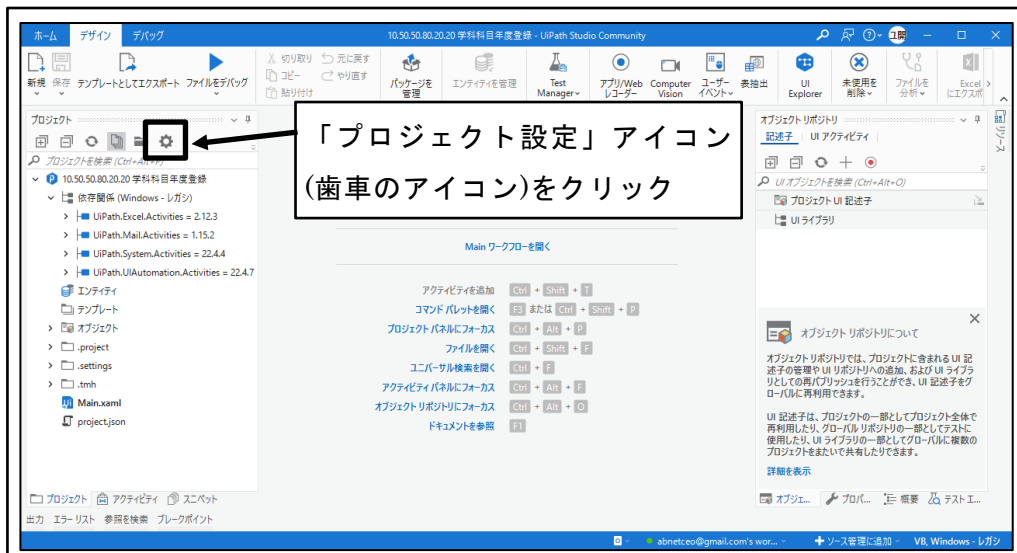 ホーム デザイン デバッグ 10.50.50.80.20.20 学科科目年度登録 - UiPath Studio Community ユ開
新規 保存 テンプレートとしてエクスポート ファイルをデバッグ
切り取り 元に戻す
コピー やり直す
貼り付け
パッケージを管理 エンティティを管理 Test Manager アプリ/Web レコーダー Computer Vision ユーザー イベント 表抽出 UI Explorer 未使用を削除 ファイルを分析 Excel にエクスポ
プロジェクト
プロジェクトを検索 (Ctrl+Alt+P)
10.50.50.80.20.20 学科科目年度登録
依存関係 (Windows - レガシ)
UiPath.Excel.Activities = 2.12.3
UiPath.Mail.Activities = 1.15.2
UiPath.System.Activities = 22.4.4
UiPath.UIAutomation.Activities = 22.4.7
エンティティ
テンプレート
オブジェクト
.project
.settings
.tmh
Main.xaml
project.json
プロジェクト アクティビティ スニペット
「プロジェクト設定」アイコン
(歯車のアイコン)をクリック
Main ワークフローを開く
アクティビティを追加 Ctrl + Shift + T
コマンド パレットを開く F3 または Ctrl + Shift + P
プロジェクト パネルにフォーカス Ctrl + Alt + P
ファイルを開く Ctrl + Shift + F
ユニバーサル検索を開く Ctrl + F
アクティビティ パネルにフォーカス Ctrl + Alt + F
オブジェクト リポジトリにフォーカス Ctrl + Alt + O
ドキュメントを参照 F1
オブジェクト リポジトリ
記述子 UI アクティビティ
UI オブジェクトを検索 (Ctrl+Alt+O)
プロジェクト UI 記述子
UI ライブラリ
リソース
オブジェクト リポジトリについて
オブジェクト リポジトリでは、プロジェクトに含まれる UI 記
述子の管理や UI リポジトリへの追加、および UI ライブラ
リとしての再パブリッシュを行うことができ、UI 記述子をグ
ローバルに再利用できます。
UI 記述子は、プロジェクトの一部としてプロジェクト全体で
再利用したり、グローバル リポジトリの一部としてテストに
使用したり、UI ライブラリの一部としてグローバルに複数の
プロジェクトをまたいで共有したりできます。
詳細を表示
オブジェ... プロパ... 概要 テスト エ...
出力 エラー リスト 参照を検索 ブレークポイント
abnetceo@gmail.com's wor... ソース管理に追加 VB, Windows - レガシ